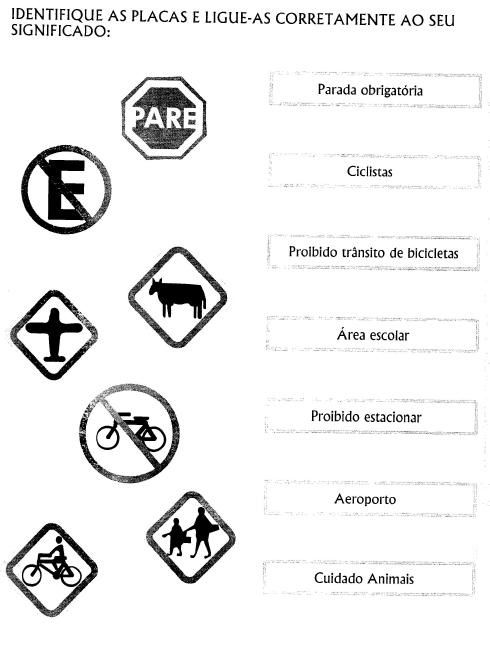 IDENTIFIQUE AS PLACAS E LIGUE-AS CORRETAMENTE AO SEU
SIGNIFICADO:
PARE
Parada obrigatória
E
Ciclistas
Proibido trânsito de bicicletas
Área escolar
Proibido estacionar
Aeroporto
Cuidado Animais